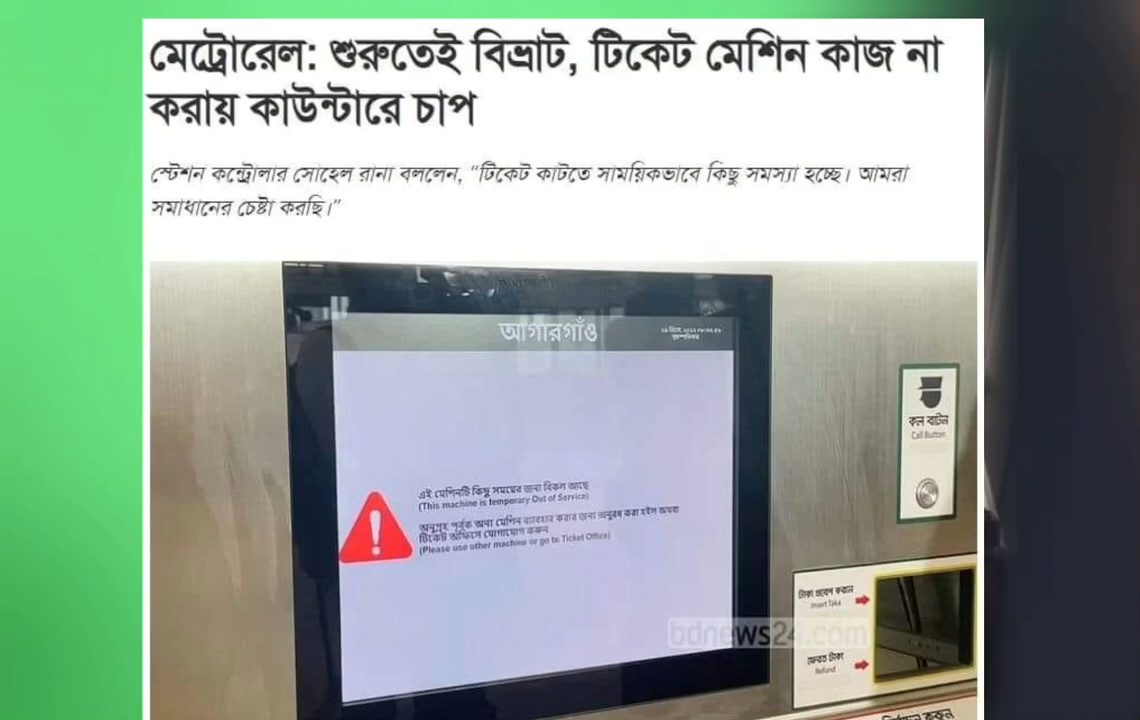 মেট্রোরেল: শুরুতেই বিভ্রাট, টিকেট মেশিন কাজ না
করায় কাউন্টারে চাপ
স্টেশন কন্ট্রোলার সোহেল রানা বললেন, “টিকেট কাটতে সাময়িকভাবে কিছু সমস্যা হচ্ছে। আমরা
সমাধানের চেষ্টা করছি।”
আগারগাঁও
এই মেশিনটি কিছু সময়ের জন্য বিকল আছে
(This machine is temporary Out of Service)
অনুগ্রহ পূর্বক অন্য মেশিন ব্যবহার করার জন্য অনুরধ করা হইল অথবা
টিকেট অফিসে যোগাযোগ করুন
(Please use other machine or go to Ticket Office)
কল বাটন
Call Button
টাকা প্রবেশ করান
Insert Taka
ফেরত টাকা
Refund
bdnews24.com